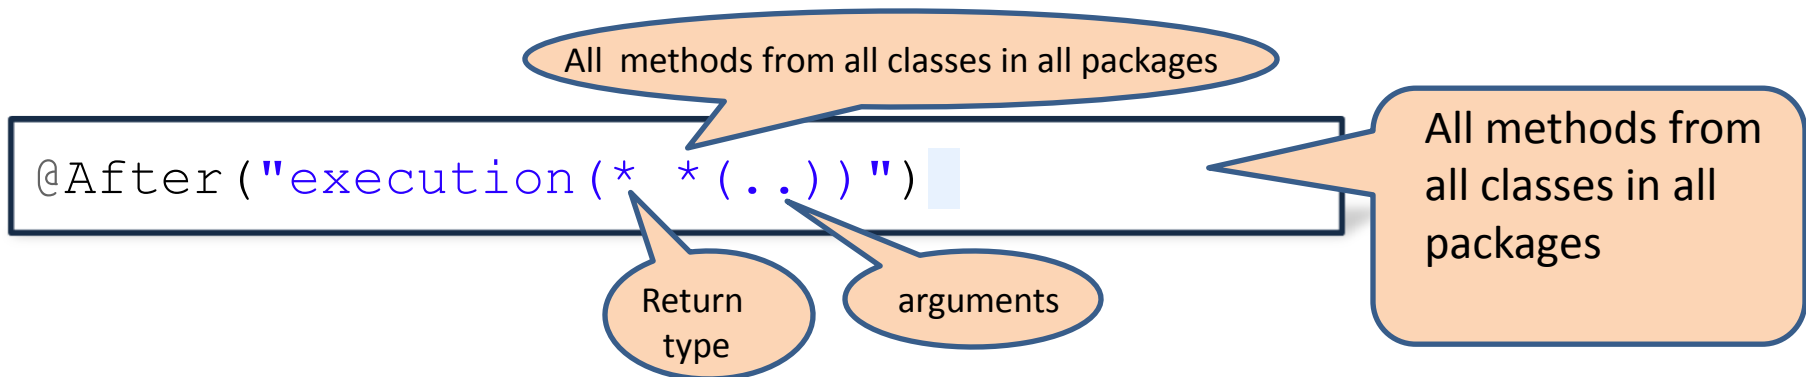 All methods from all classes in all packages
@After("execution(* *(..))")
All methods from
all classes in all
packages
Return
type
arguments